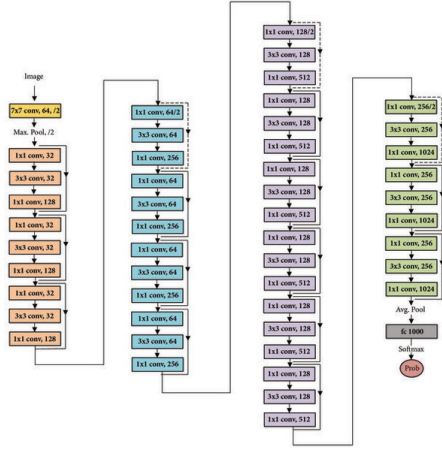 Image
7x7 conv, 64, /2
Max. Pool, /2
1x1 conv, 32
3x3 conv, 32
1x1 conv, 128
1x1 conv, 32
3x3 conv, 32
1x1 conv, 128
1x1 conv, 32
3x3 conv, 32
1x1 conv, 128
1x1 conv, 64/2
3x3 conv, 64
1x1 conv, 256
1x1 conv, 64
3x3 conv, 64
1x1 conv, 256
1x1 conv, 64
3x3 conv, 64
1x1 conv, 256
1x1 conv, 64
3x3 conv, 64
1x1 conv, 256
1x1 conv, 128/2
3x3 conv, 128
1x1 conv, 512
1x1 conv, 128
3x3 conv, 128
1x1 conv, 512
1x1 conv, 128
3x3 conv, 128
1x1 conv, 512
1x1 conv, 128
3x3 conv, 128
1x1 conv, 512
1x1 conv, 128
3x3 conv, 128
1x1 conv, 512
1x1 conv, 128
3x3 conv, 128
1x1 conv, 512
1x1 conv, 256/2
3x3 conv, 256
1x1 conv, 1024
1x1 conv, 256
3x3 conv, 256
1x1 conv, 1024
1x1 conv, 256
3x3 conv, 256
1x1 conv, 1024
Avg. Pool
fc 1000
Softmax
Prob